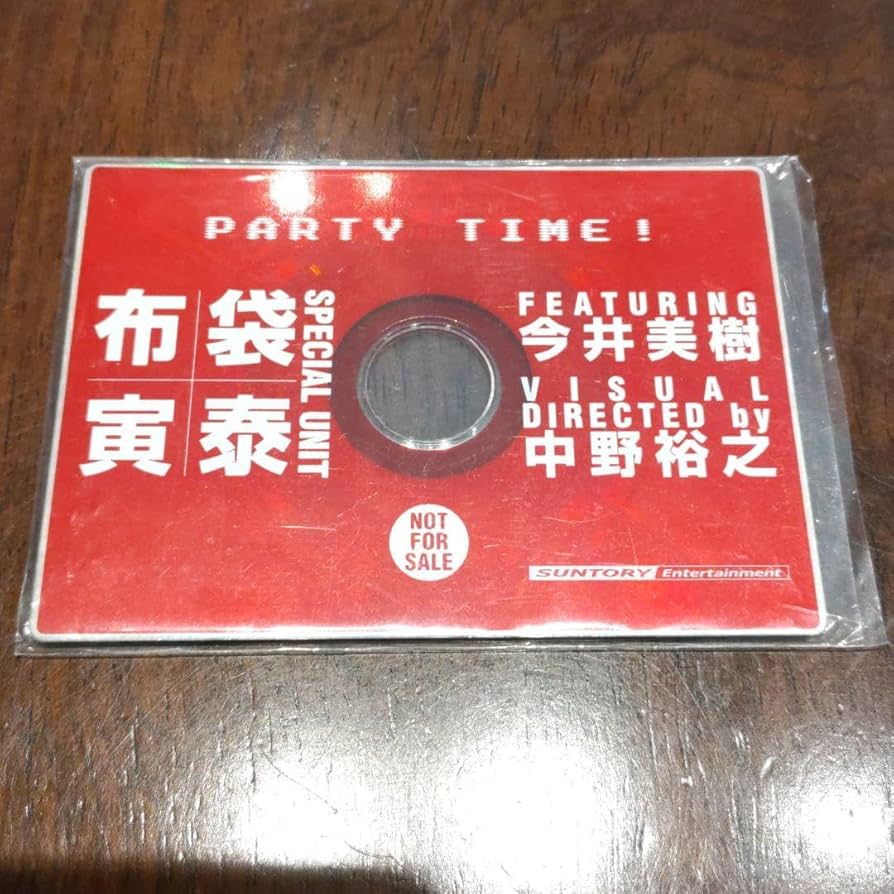 PARTY TIME!
布袋
寅泰
SPECIAL UNIT
FEATURING
今井美樹
VISUAL
DIRECTED by
中野裕之
NOT
FOR
SALE
SUNTORY Entertainment